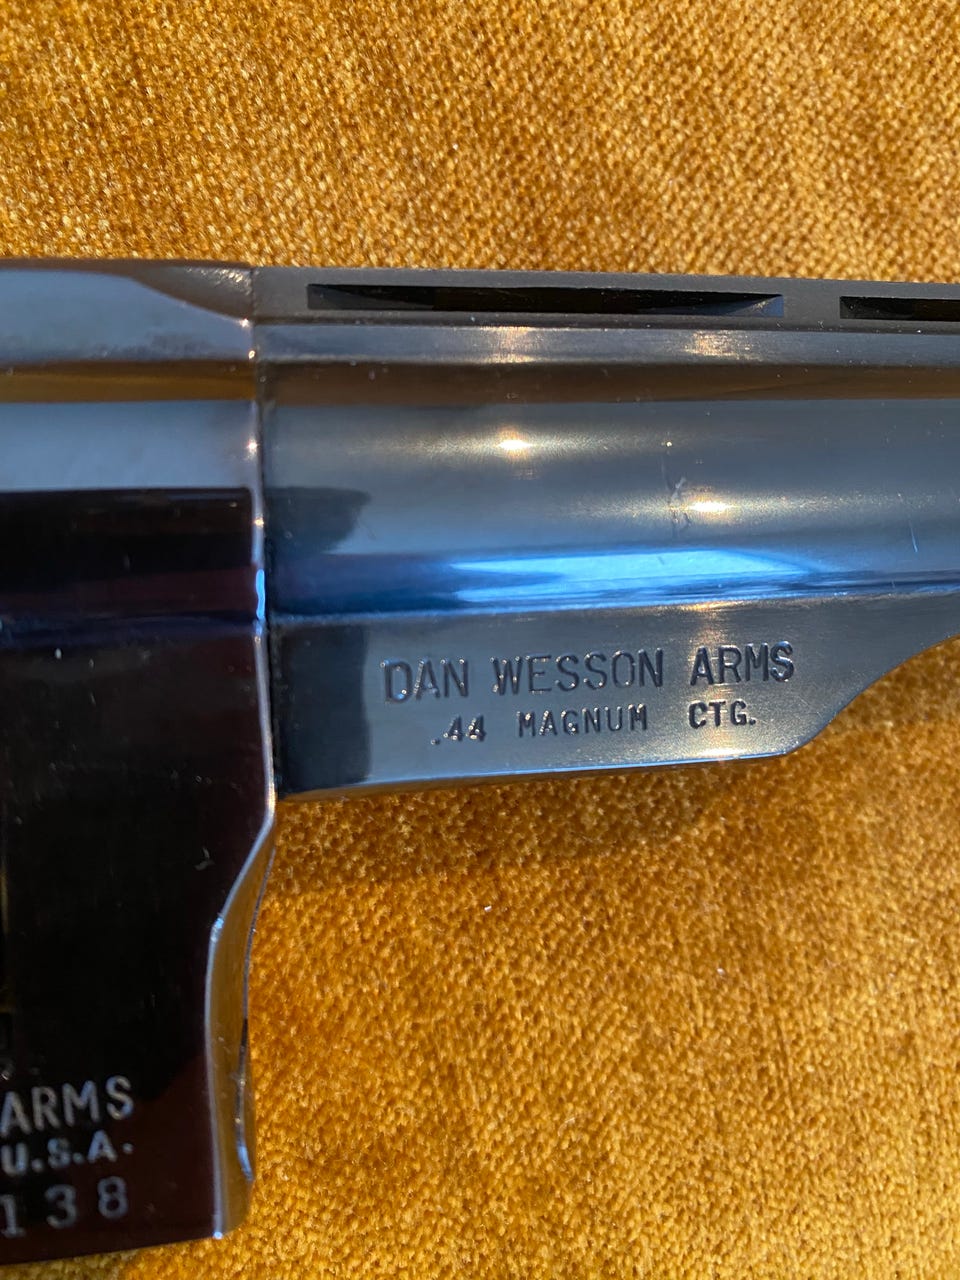 DAN WESSON ARMS
.44 MAGNUM CTG.
ARMS
U.S.A.
138